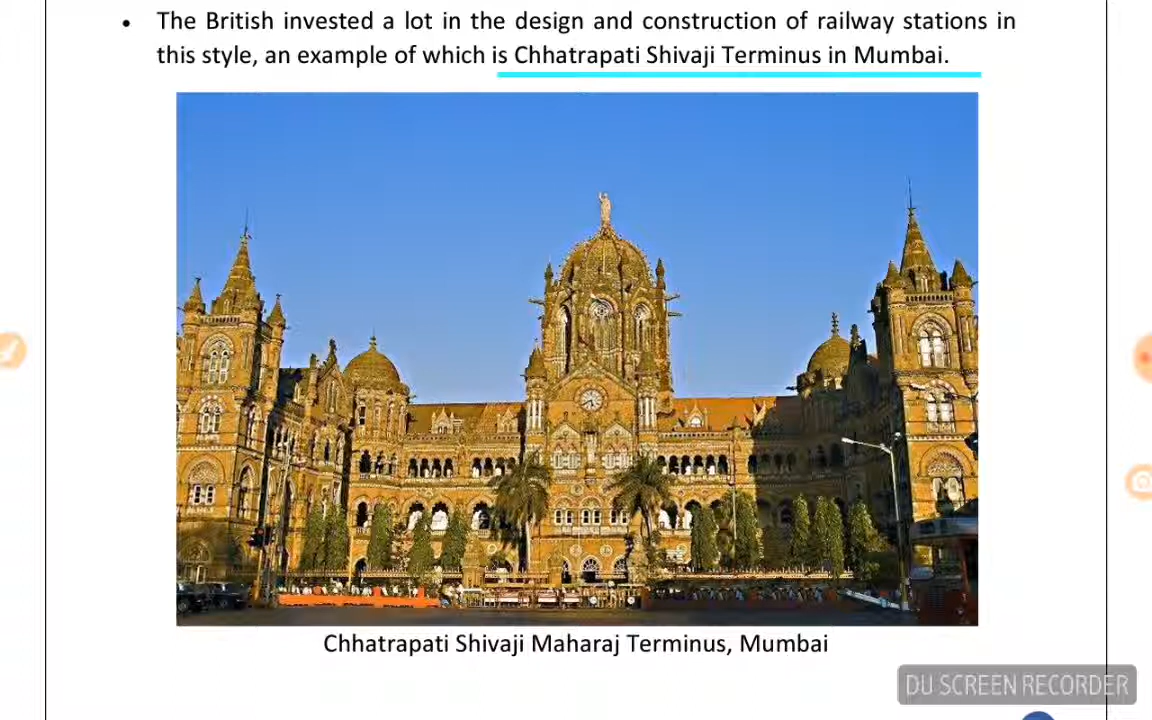 • The British invested a lot in the design and construction of railway stations in
this style, an example of which is Chhatrapati Shivaji Terminus in Mumbai.
Chhatrapati Shivaji Maharaj Terminus, Mumbai
DU SCREEN RECORDER